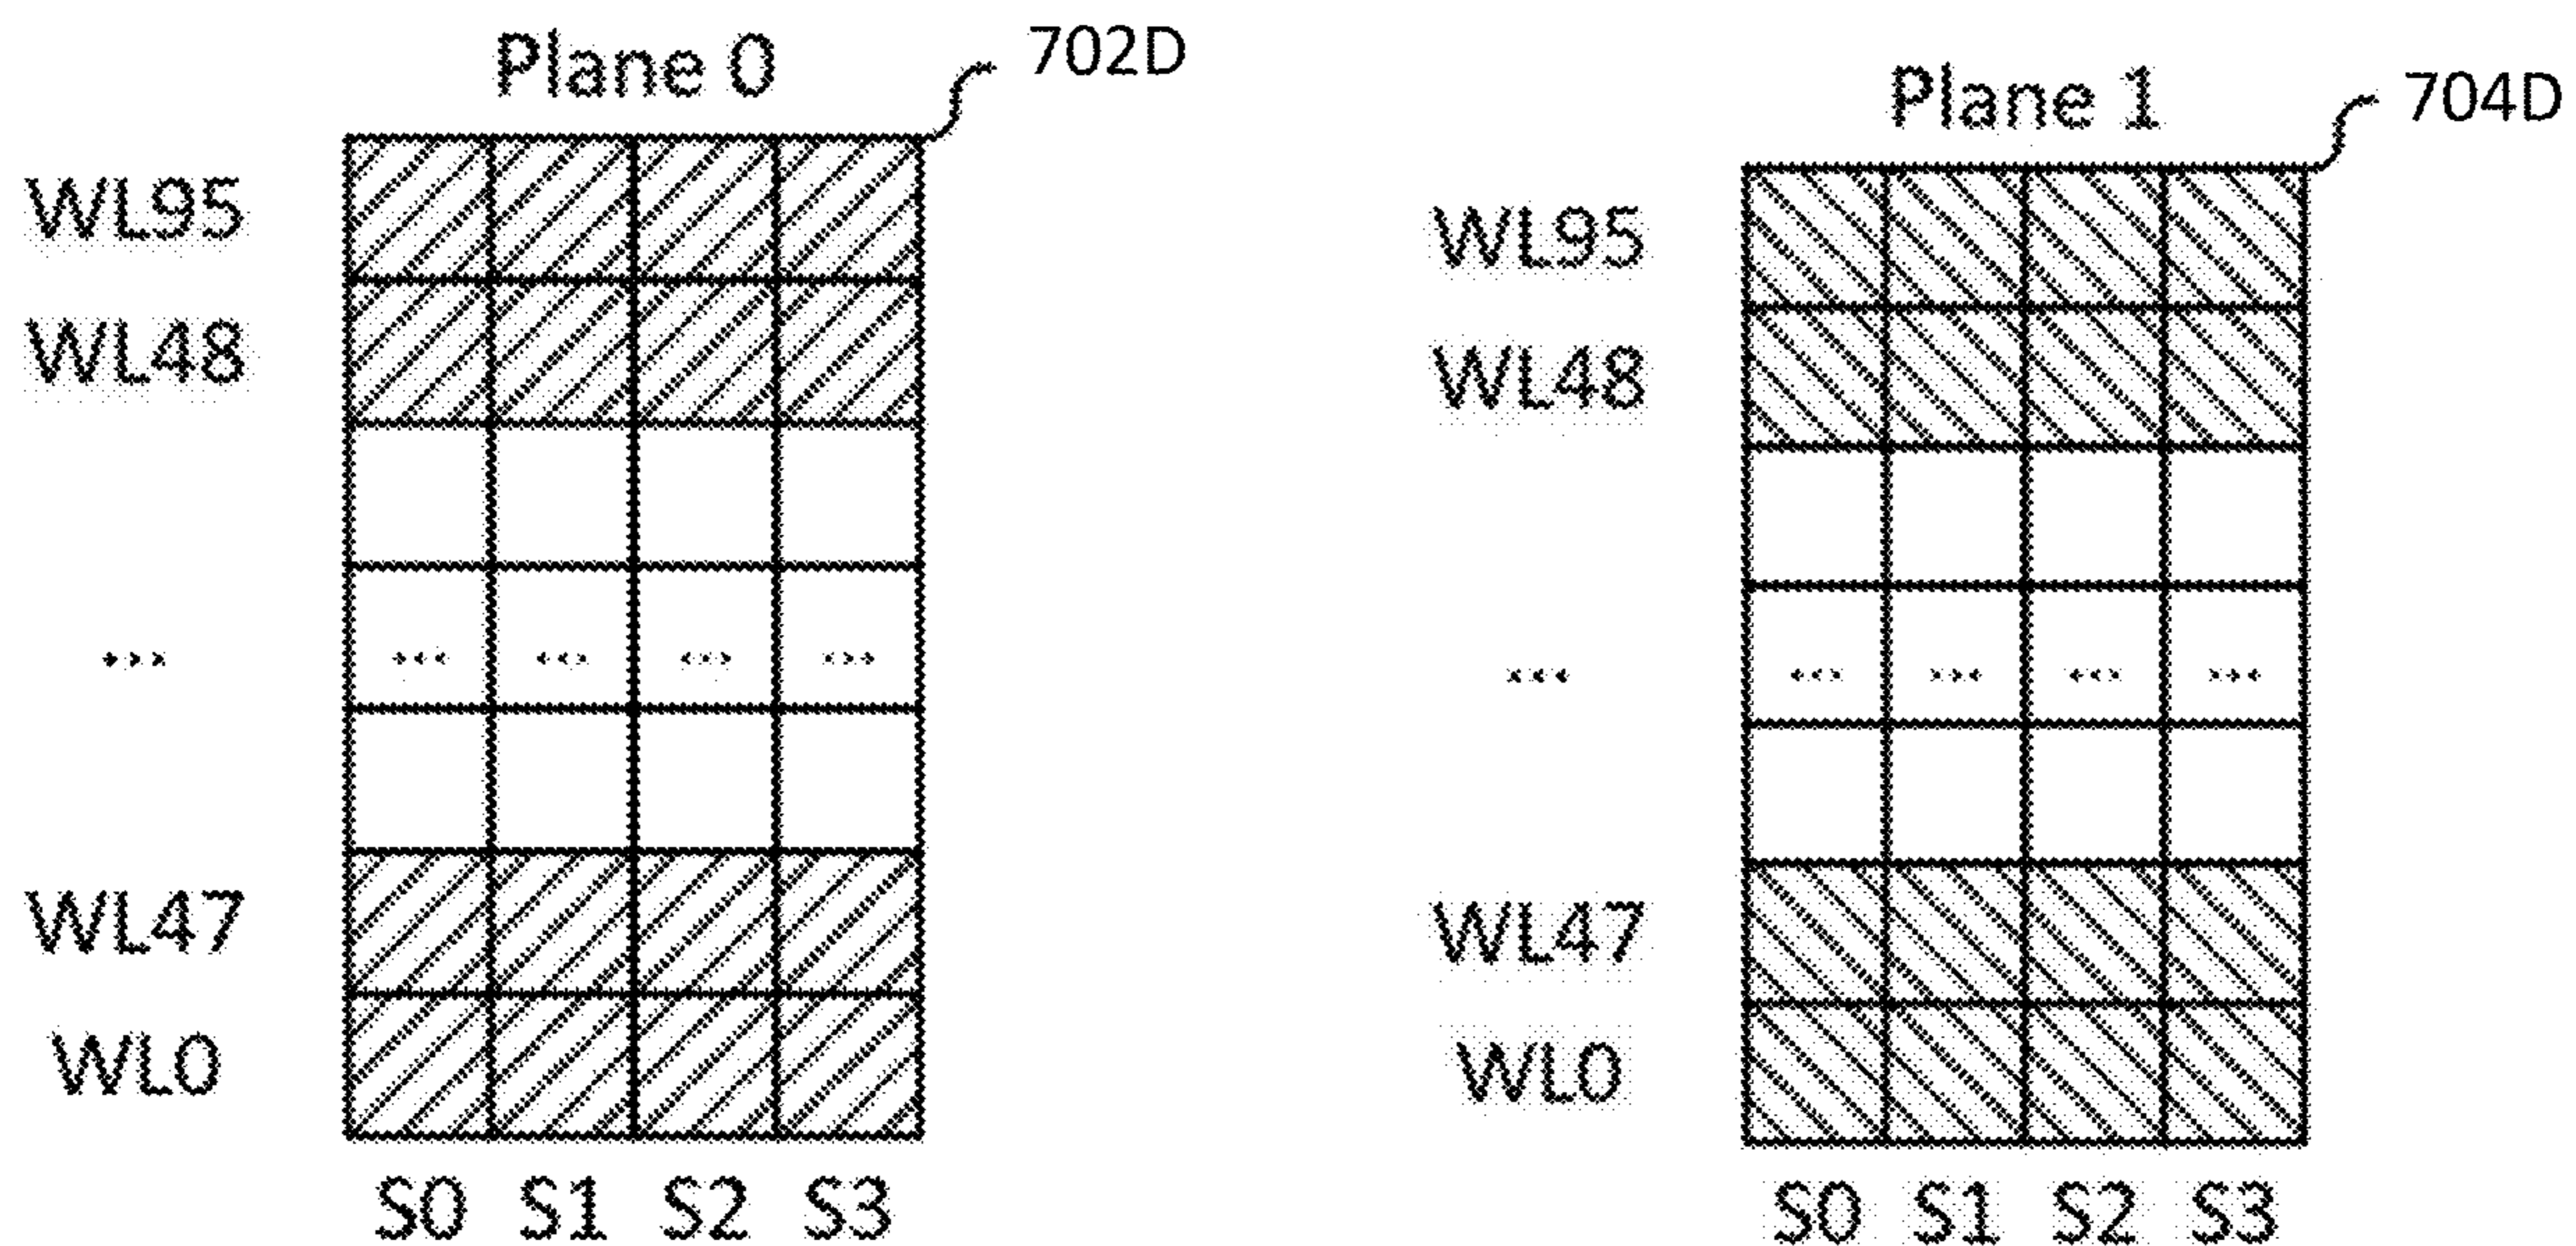 Plane 0
702D
WL95
WL48
... ... ... ... ...
WL47
WL0
S0 S1 S2 S3
Plane 1
704D
WL95
WL48
... ... ... ... ...
WL47
WL0
S0 S1 S2 S3